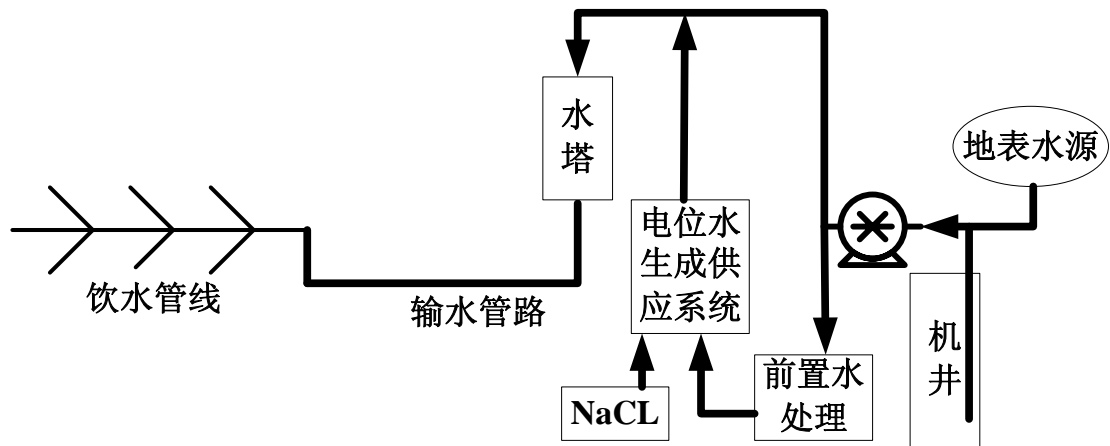 水
塔
地表水源
电位水
生成供
应系统
饮水管线
输水管路
机
井
前置水
处理
NaCL